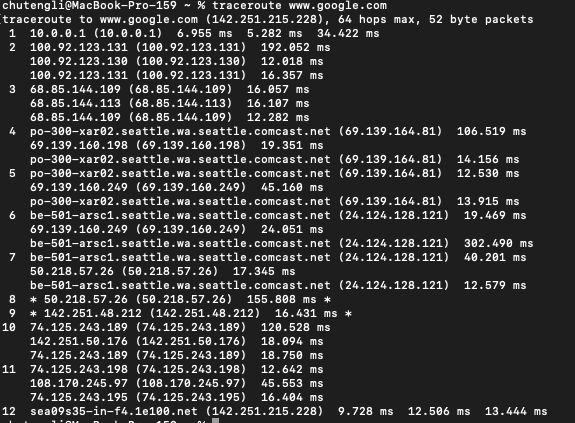 chutengli@MacBook-Pro-159 ~ % traceroute www.google.com
traceroute to www.google.com (142.251.215.228), 64 hops max, 52 byte packets
1 10.0.0.1 (10.0.0.1) 6.955 ms 5.282 ms 34.422 ms
2 100.92.123.131 (100.92.123.131) 192.052 ms
100.92.123.130 (100.92.123.130) 12.018 ms
100.92.123.131 (100.92.123.131) 16.357 ms
3 68.85.144.109 (68.85.144.109) 16.057 ms
68.85.144.113 (68.85.144.113) 16.107 ms
68.85.144.109 (68.85.144.109) 12.282 ms
4 po-300-xar02.seattle.wa.seattle.comcast.net (69.139.164.81) 106.519 ms
69.139.160.198 (69.139.160.198) 19.351 ms
po-300-xar02.seattle.wa.seattle.comcast.net (69.139.164.81) 14.156 ms
5 po-300-xar02.seattle.wa.seattle.comcast.net (69.139.164.81) 12.530 ms
69.139.160.249 (69.139.160.249) 45.160 ms
po-300-xar02.seattle.wa.seattle.comcast.net (69.139.164.81) 13.915 ms
6 be-501-arsc1.seattle.wa.seattle.comcast.net (24.124.128.121) 19.469 ms
69.139.160.249 (69.139.160.249) 24.051 ms
be-501-arsc1.seattle.wa.seattle.comcast.net (24.124.128.121) 302.490 ms
7 be-501-arsc1.seattle.wa.seattle.comcast.net (24.124.128.121) 40.201 ms
50.218.57.26 (50.218.57.26) 17.345 ms
be-501-arsc1.seattle.wa.seattle.comcast.net (24.124.128.121) 12.579 ms
8 * 50.218.57.26 (50.218.57.26) 155.808 ms *
9 * 142.251.48.212 (142.251.48.212) 16.431 ms *
10 74.125.243.189 (74.125.243.189) 120.528 ms
142.251.50.176 (142.251.50.176) 18.094 ms
74.125.243.189 (74.125.243.189) 18.750 ms
11 74.125.243.198 (74.125.243.198) 12.642 ms
108.170.245.97 (108.170.245.97) 45.553 ms
74.125.243.195 (74.125.243.195) 16.404 ms
12 sea09s35-in-f4.1e100.net (142.251.215.228) 9.728 ms 12.506 ms 13.444 ms